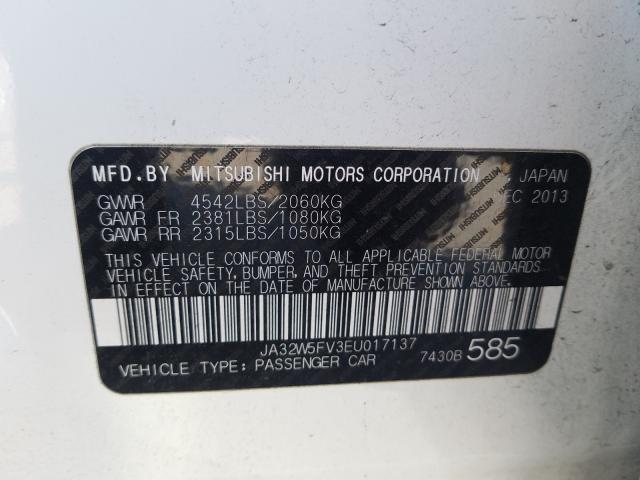 MFD.BY MITSUBISHI MOTORS CORPORATION JAPAN
GVWR 4542LBS/2060KG EC 2013
GAWR FR 2381LBS/1080KG
GAWR RR 2315LBS/1050KG
THIS VEHICLE CONFORMS TO ALL APPLICABLE FEDERAL MOTOR
VEHICLE SAFETY, BUMPER, AND THEFT PREVENTION STANDARDS
IN EFFECT ON THE DATE OF MANUFACTURE SHOWN ABOVE.
JA32W5FV3EU017137
VEHICLE TYPE: PASSENGER CAR 7430B 585